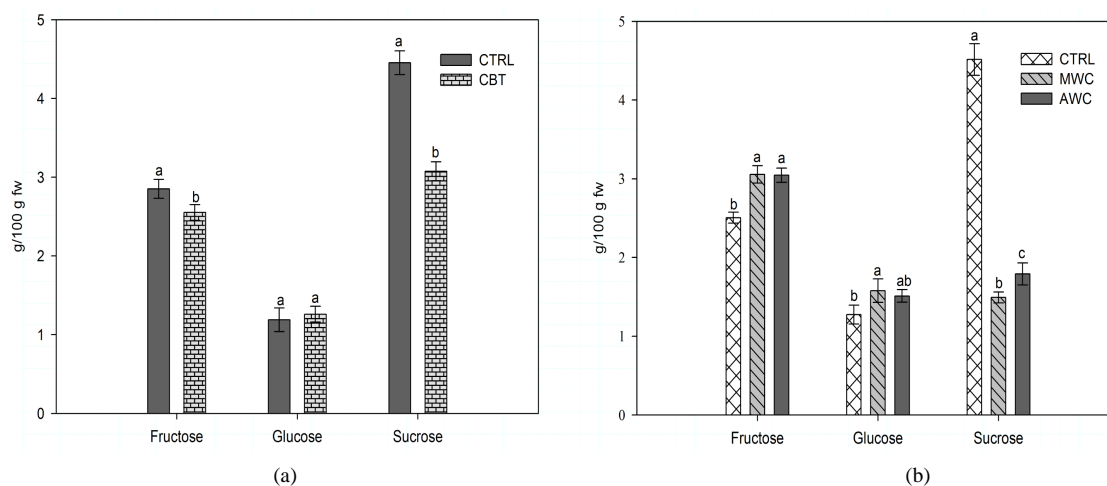 5
4
3
2
1
0
g/100 g fw
a
b
a
a
a
b
CTRL
CBT
Fructose Glucose Sucrose
(a)
5
4
3
2
1
0
g/100 g fw
b
a
a
b
a
ab
a
b
c
CTRL
MWC
AWC
Fructose Glucose Sucrose
(b)